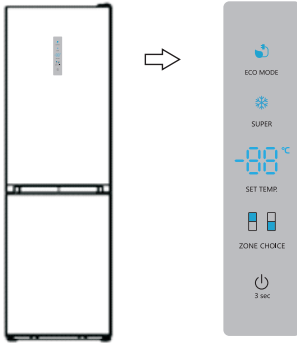 ECO MODE
SUPER
-88°C
SET TEMP.
ZONE CHOICE
3 sec